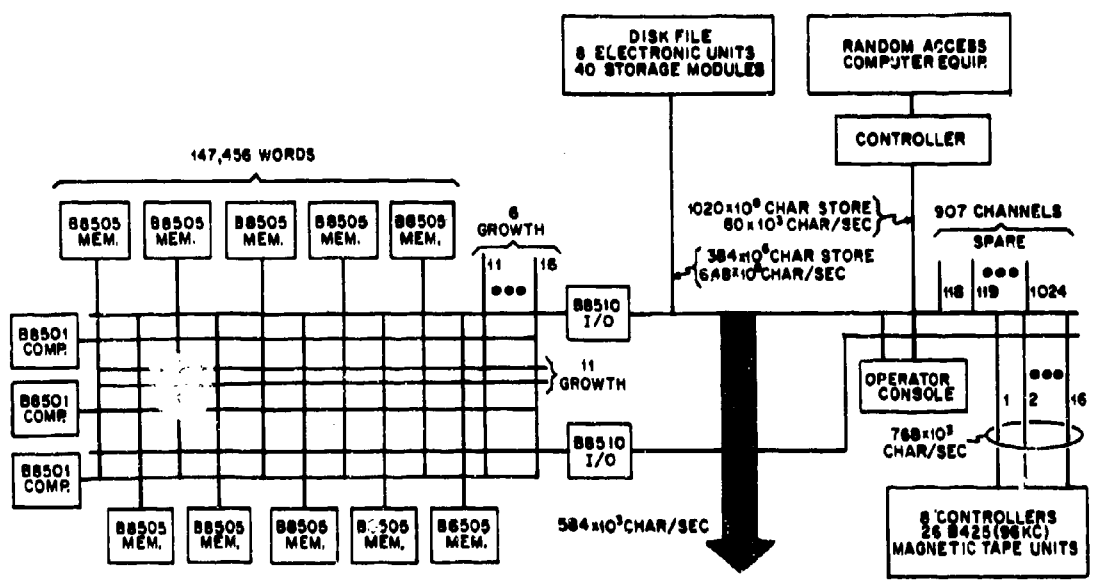 DISK FILE
8 ELECTRONIC UNITS
40 STORAGE MODULES
RANDOM ACCESS
COMPUTER EQUIP.
CONTROLLER
147,456 WORDS
B8505
MEM.
B8505
MEM.
B8505
MEM.
B8505
MEM.
B8505
MEM.
6
GROWTH
11
16
1020x10⁶ CHAR STORE
60x10³ CHAR/SEC
384x10⁶ CHAR STORE
CHAR/SEC
907 CHANNELS
SPARE
118
119
1024
B8501
COMP.
B8501
COMP.
B8501
COMP.
B8510
I/O
11
GROWTH
B8510
I/O
OPERATOR
CONSOLE
1
2
16
768x10³
CHAR/SEC
584x10³ CHAR/SEC
B8505
MEM.
B8505
MEM.
B8505
MEM.
MEM.
B8505
MEM.
8 CONTROLLERS
26 B425 (96KC)
MAGNETIC TAPE UNITS